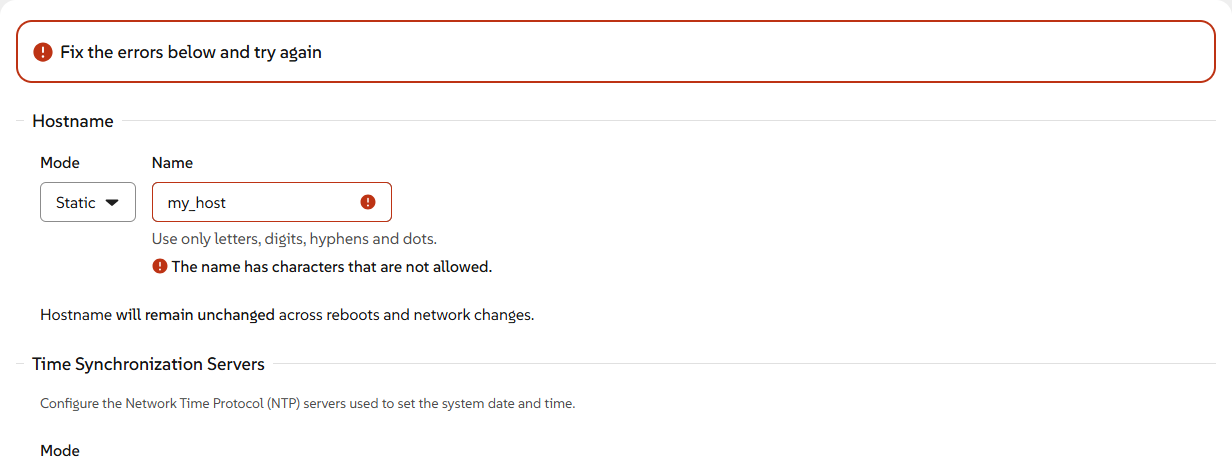 Fix the errors below and try again
Hostname
Mode Name
Static my_host
Use only letters, digits, hyphens and dots.
The name has characters that are not allowed.
Hostname will remain unchanged across reboots and network changes.
Time Synchronization Servers
Configure the Network Time Protocol (NTP) servers used to set the system date and time.
Mode